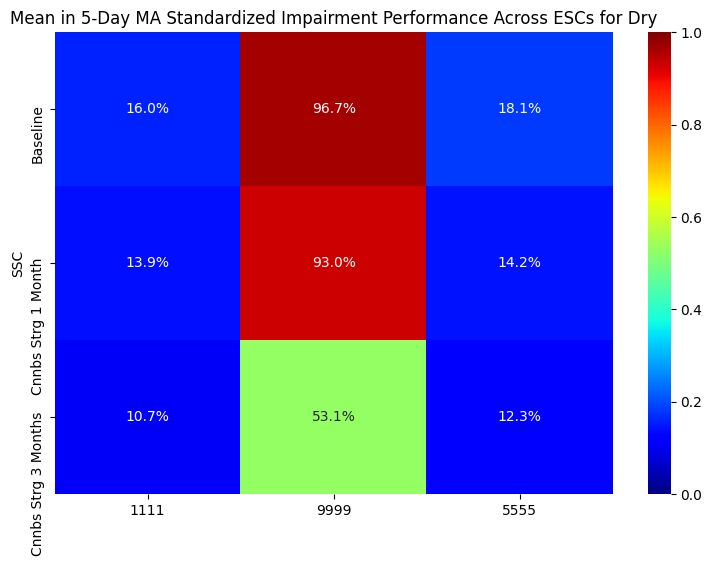 Mean in 5-Day MA Standardized Impairment Performance Across ESCs for Dry
SSC
Baseline
16.0% 96.7% 18.1%
Cnnbs Strg 1 Month
13.9% 93.0% 14.2%
Cnnbs Strg 3 Months
10.7% 53.1% 12.3%
1111 9999 5555
1.0
0.8
0.6
0.4
0.2
0.0